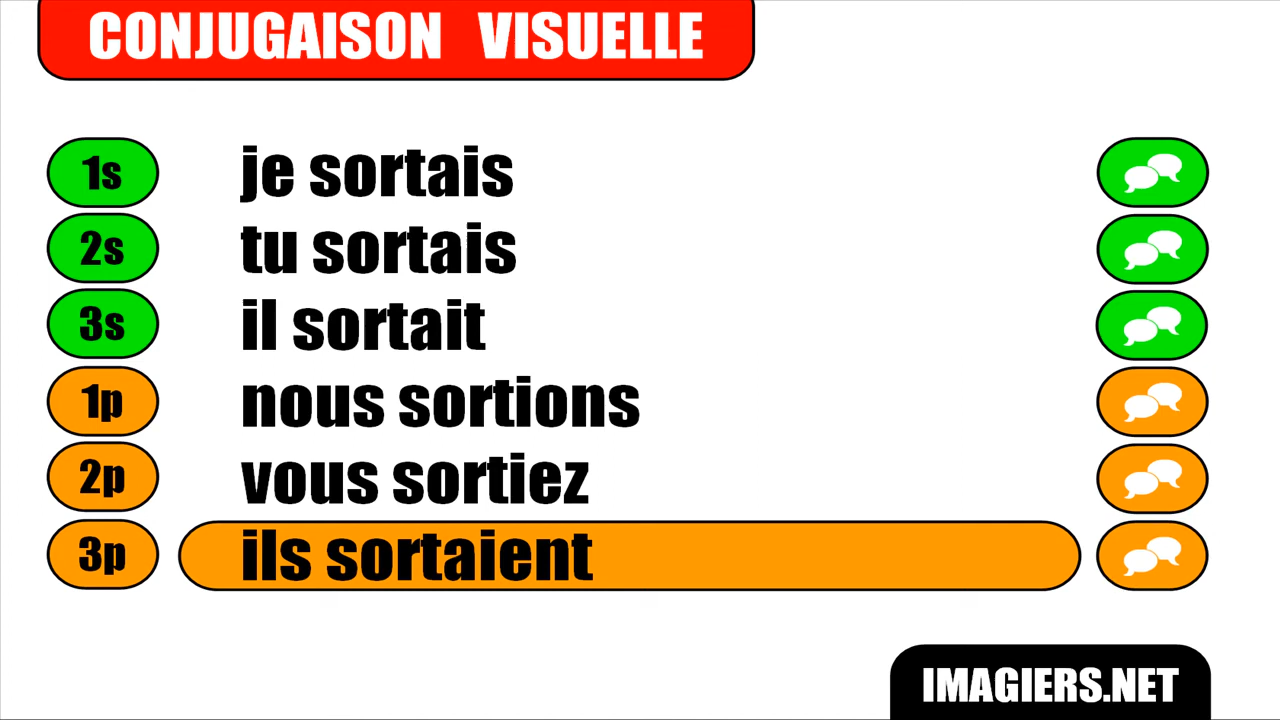 CONJUGAISON VISUELLE
1s je sortais
2s tu sortais
3s il sortait
1p nous sortions
2p vous sortiez
3p ils sortaient
IMAGIERS.NET